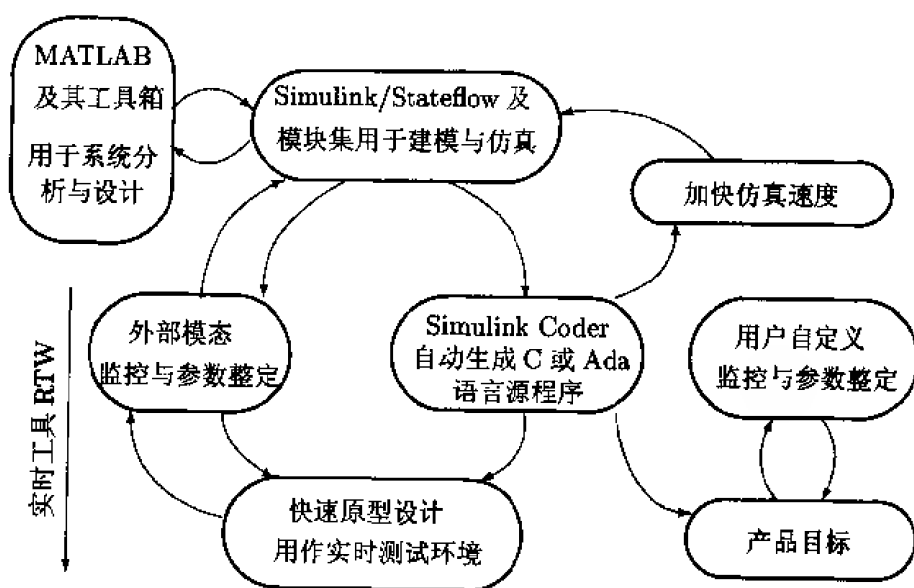 MATLAB
及其工具箱
用于系统分
析与设计
Simulink/Stateflow 及
模块集用于建模与仿真
加快仿真速度
实时工具 RTW
外部模态
监控与参数整定
Simulink Coder
自动生成 C 或 Ada
语言源程序
用户自定义
监控与参数整定
快速原型设计
用作实时测试环境
产品目标